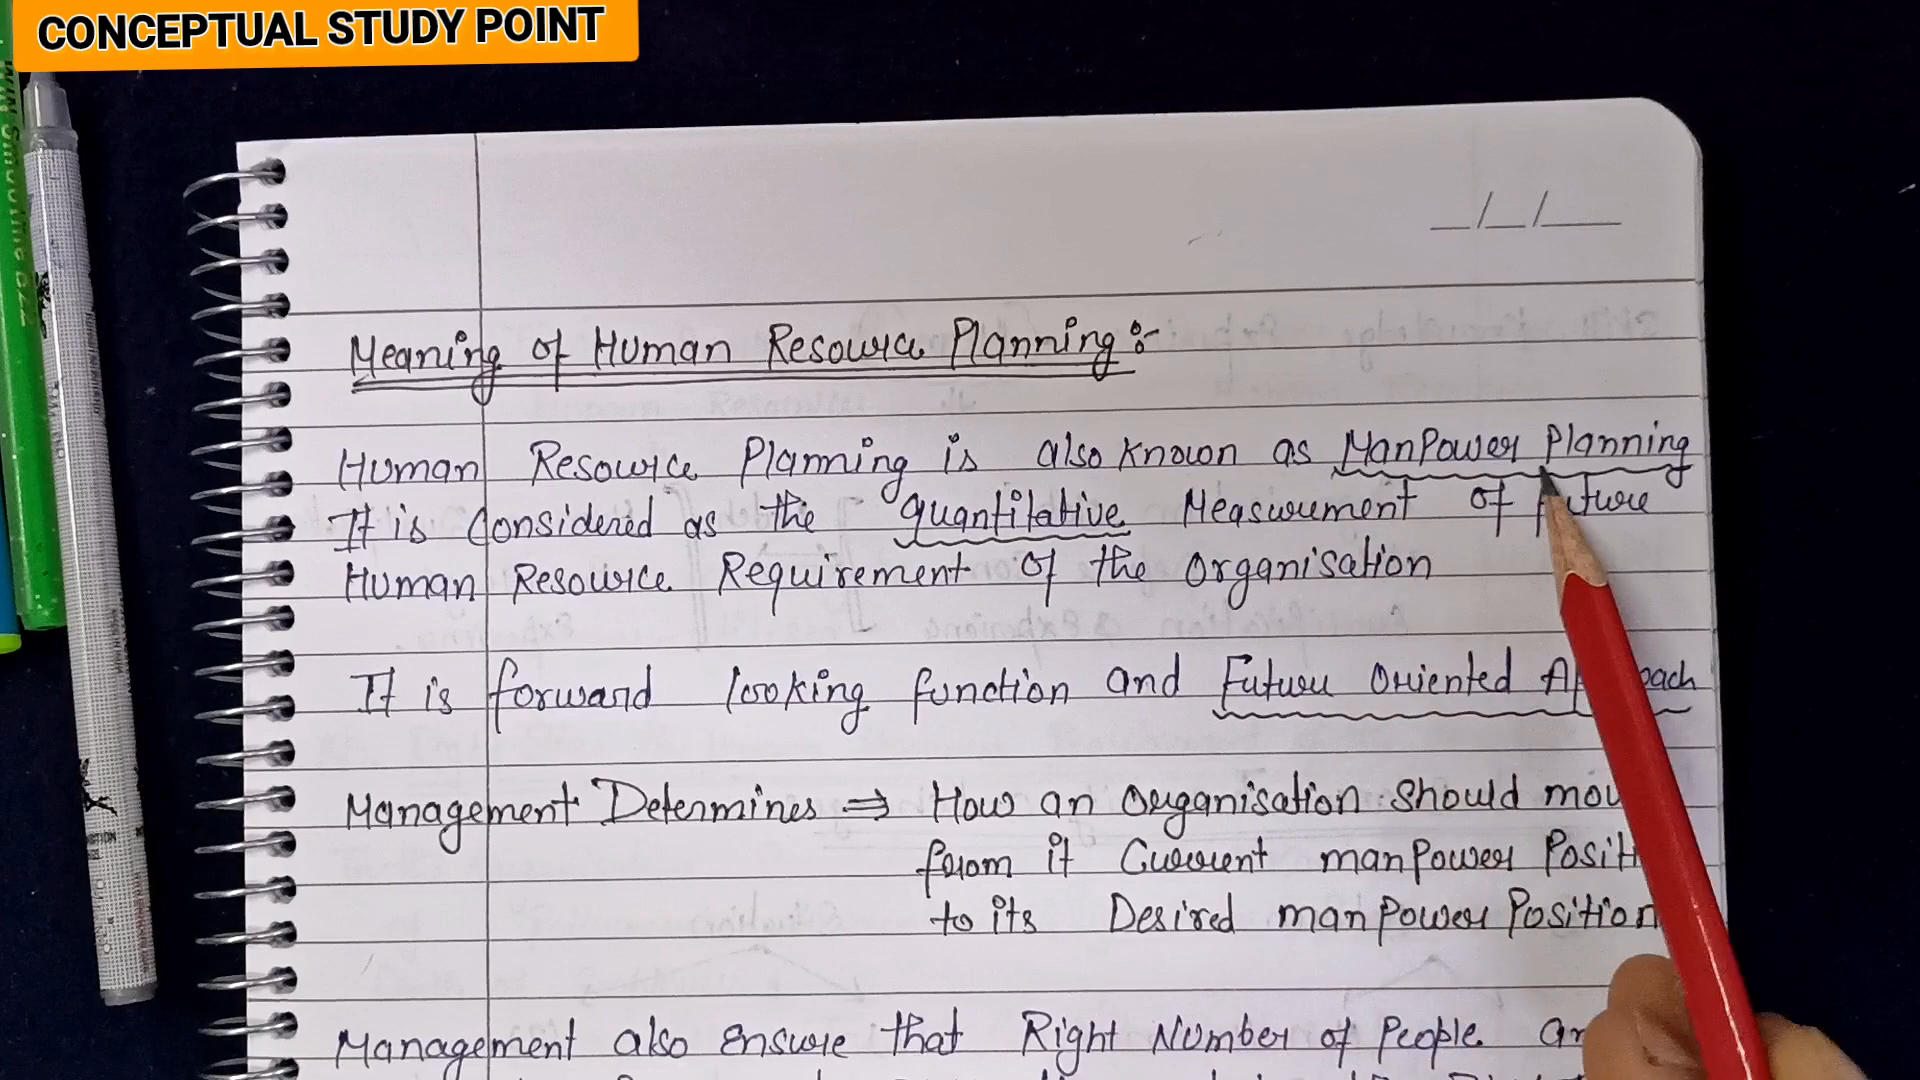 CONCEPTUAL STUDY POINT
Meaning of Human Resource Planning :-
Human Resource Planning is also known as ManPower Planning
It is Considered as the quantitative Measurement of Future
Human Resource Requirement of the Organisation
It is forward looking function and Future Oriented
Management Determines ⇒ How an Organisation should
from it Current manpower
to its Desired manpower Position
Management also ensure that Right Number of People